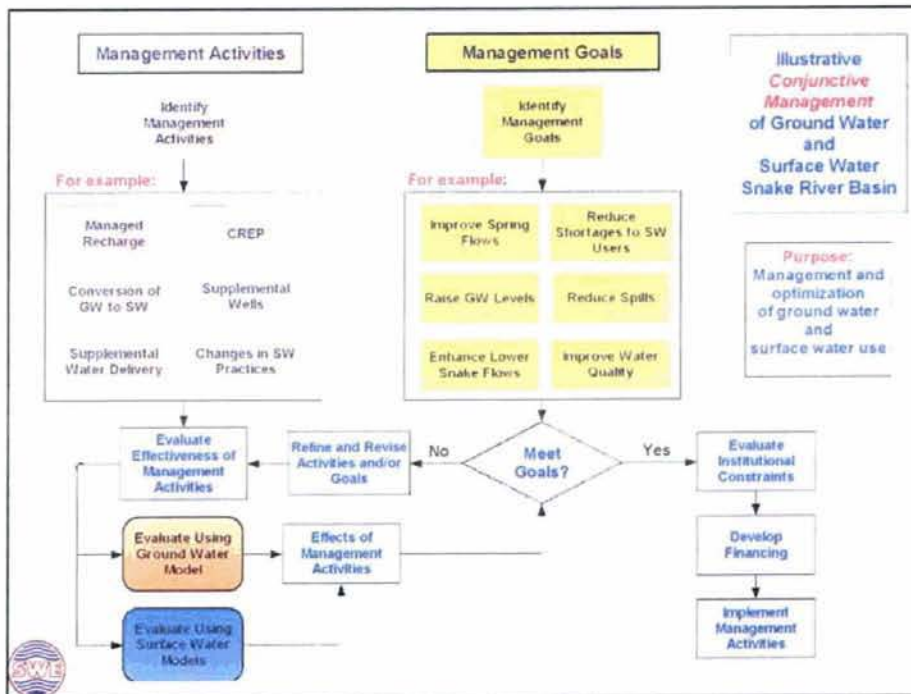 Management Activities
Management Goals
Illustrative
Conjunctive
Management
of Ground Water
and
Surface Water
Snake River Basin
Identify
Management
Activities
Identify
Management
Goals
For example:
For example:
Managed
Recharge
CREP
Conversion of
GW to SW
Supplemental
Wells
Supplemental
Water Delivery
Changes in SW
Practices
Improve Spring
Flows
Reduce
Shortages to SW
Users
Raise GW Levels
Reduce Spills
Enhance Lower
Snake Flows
Improve Water
Quality
Purpose:
Management and
optimization
of ground water
and
surface water use
Evaluate
Effectiveness of
Management
Activities
Refine and Revise
Activities and/or
Goals
No
Meet
Goals?
Yes
Evaluate
Institutional
Constraints
Evaluate Using
Ground Water
Model
Effects of
Management
Activities
Develop
Financing
Evaluate Using
Surface Water
Models
Implement
Management
Activities
SWE